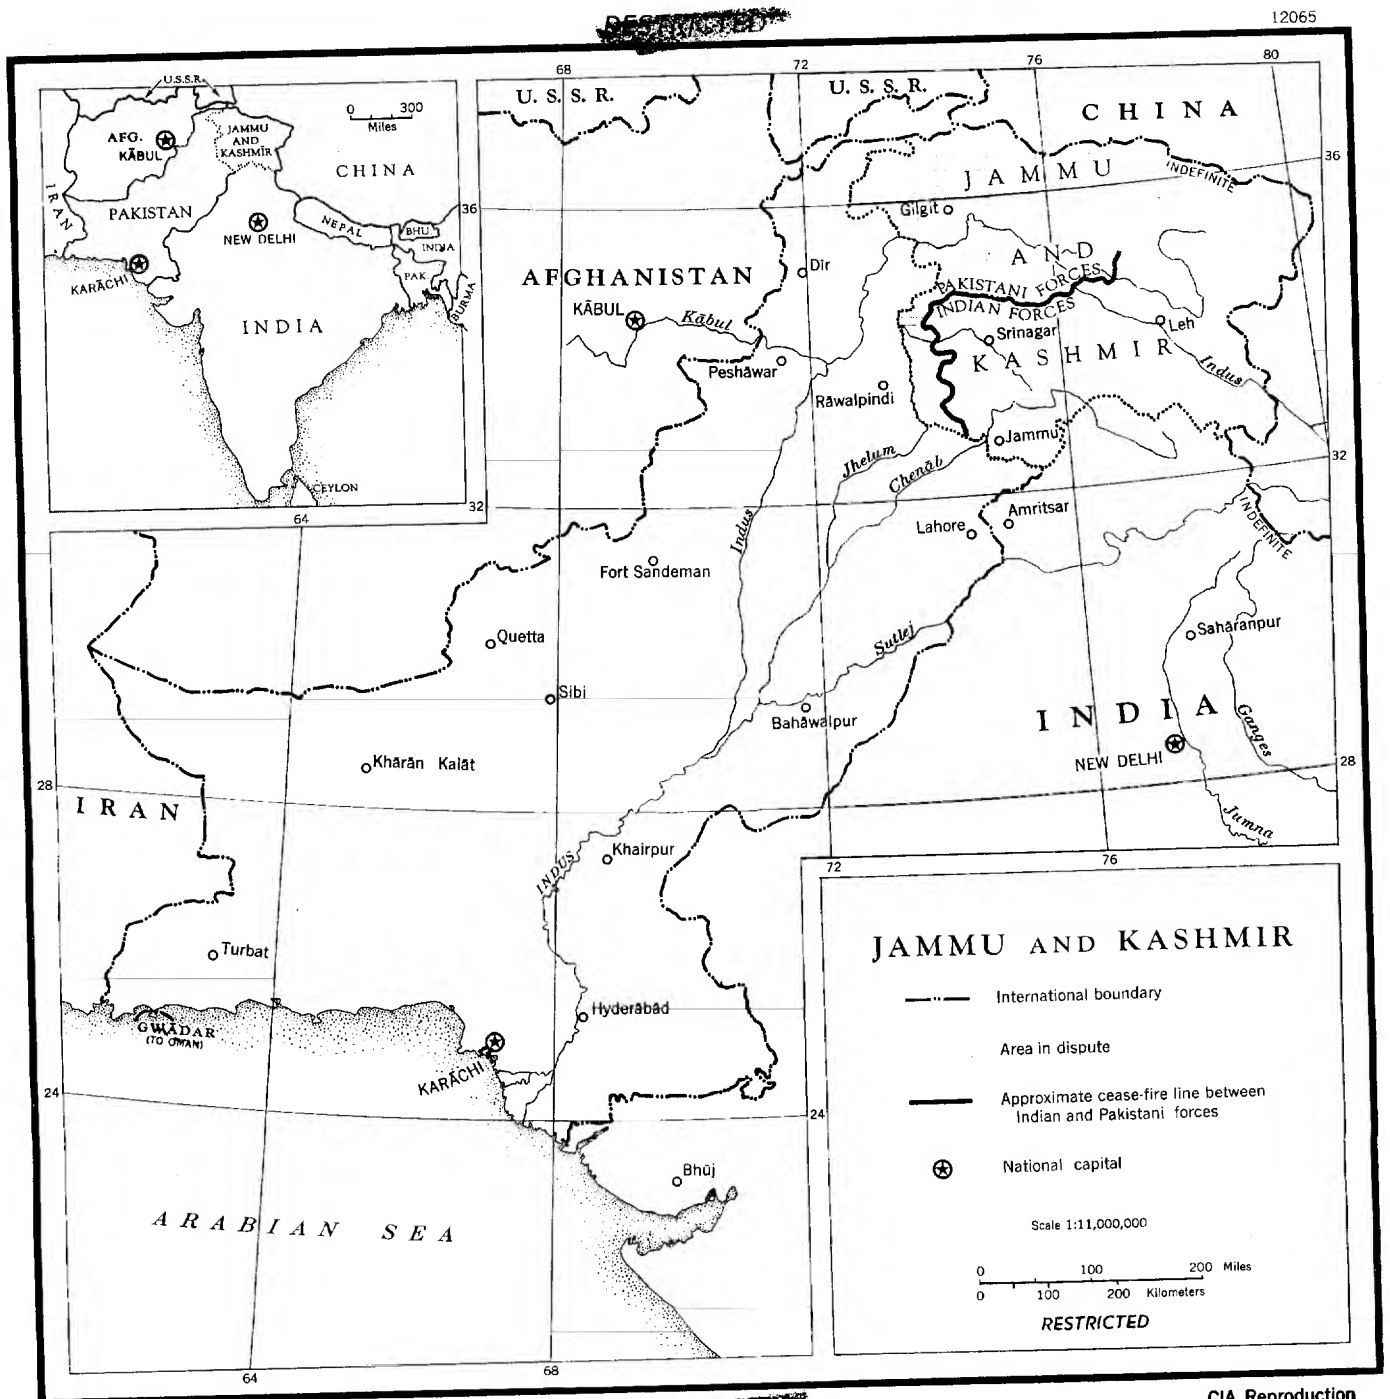 RESTRICTED
12065
68
72
76
80
U.S.S.R.
0 300
Miles
AFG.
KĀBUL
JAMMU
AND
KASHMĪR
CHINA
IRAN
PAKISTAN
NEW DELHI
NEPAL
BHU.
INDIA
KARĀCHI
PAK.
BURMA
INDIA
CEYLON
36
32
64
U. S. S. R.
U. S. S. R.
CHINA
36
INDEFINITE
JAMMU
Gilgit
AND
Dir
AFGHANISTAN
PAKISTANI FORCES
INDIAN FORCES
KĀBUL
Kābul
Srinagar
Leh
KASHMIR
Indus
Peshāwar
Rāwalpindi
Jammu
Jhelum
Chenāb
32
Indus
Lahore
Amritsar
INDEFINITE
Fort Sandeman
Quetta
Sutlej
Sahāranpur
Sibi
Bahāwalpur
INDIA
Ganges
NEW DELHI
Khārān Kalāt
28
28
IRAN
Jumna
INDUS
Khairpur
72
76
Turbat
Hyderābād
GWĀDAR
(TO OMAN)
KARĀCHI
24
24
Bhūj
ARABIAN SEA
64
68
JAMMU AND KASHMIR
International boundary
Area in dispute
Approximate cease-fire line between
Indian and Pakistani forces
National capital
Scale 1:11,000,000
0 100 200 Miles
0 100 200 Kilometers
RESTRICTED
CIA Reproduction